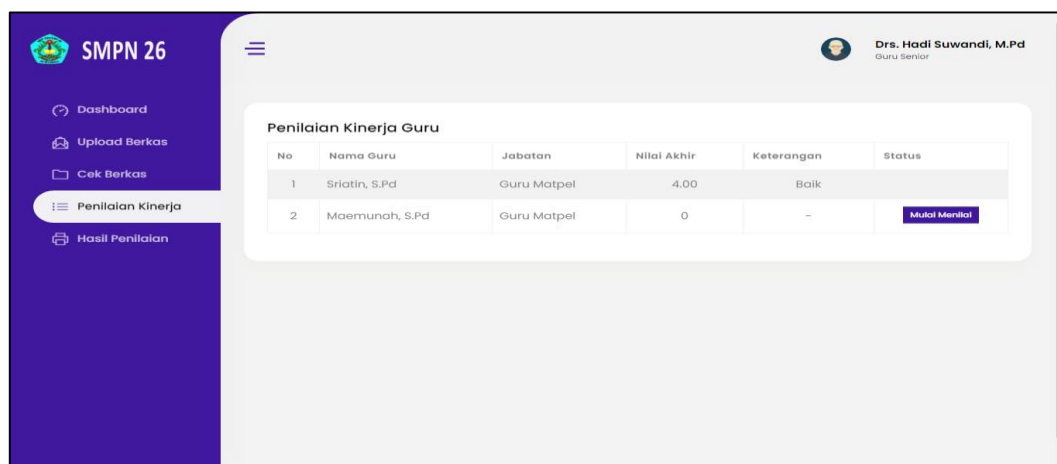 SMPN 26
Drs. Hadi Suwandi, M.Pd
Guru Senior
Dashboard
Upload Berkas
Cek Berkas
Penilaian Kinerja
Hasil Penilaian
Penilaian Kinerja Guru
No Nama Guru Jabatan Nilai Akhir Keterangan Status
1 Sriatin, S.Pd Guru Matpel 4.00 Baik
2 Maemunah, S.Pd Guru Matpel 0 - Mulai Menilai